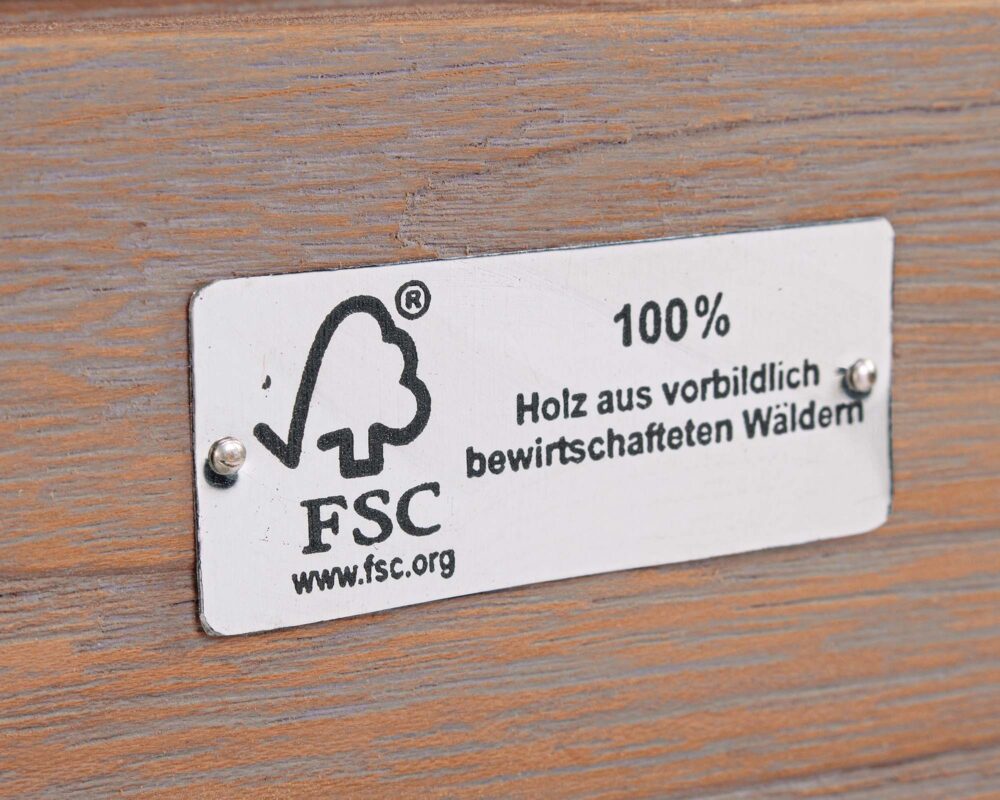 ®
FSC
www.fsc.org
100%
Holz aus vorbildlich
bewirtschafteten Wäldern